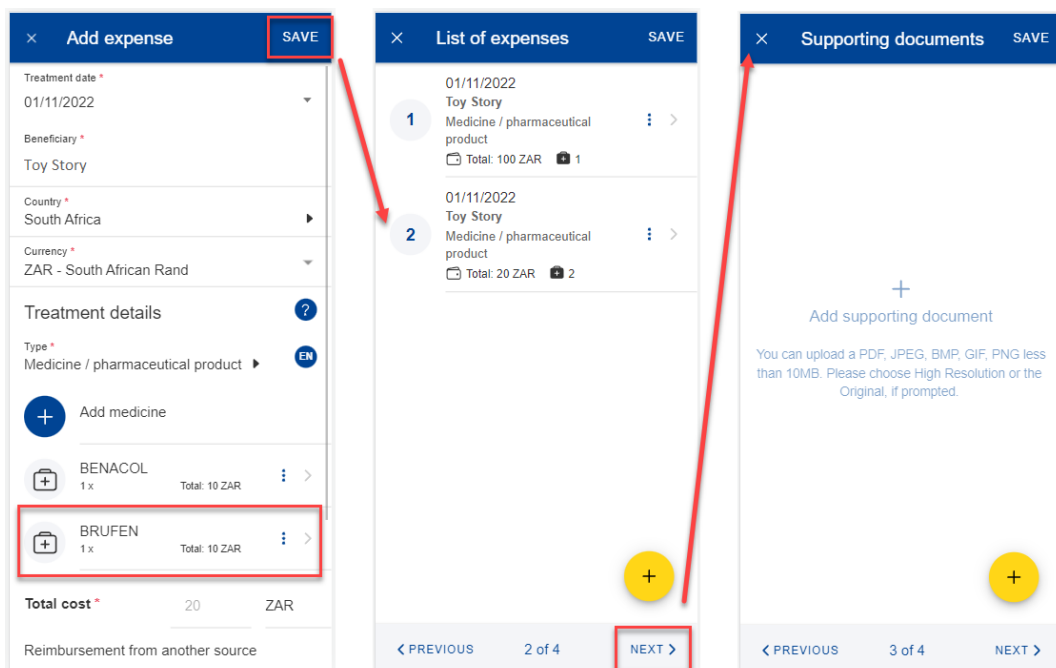 × Add expense SAVE
Treatment date *
01/11/2022
Beneficiary *
Toy Story
Country *
South Africa
Currency *
ZAR - South African Rand
Treatment details ?
Type *
Medicine / pharmaceutical product EN
+ Add medicine
BENACOL
1 x Total: 10 ZAR
BRUFEN
1 x Total: 10 ZAR
Total cost * 20 ZAR
Reimbursement from another source
× List of expenses SAVE
01/11/2022
Toy Story
1 Medicine / pharmaceutical
product
Total: 100 ZAR 1
01/11/2022
Toy Story
2 Medicine / pharmaceutical
product
Total: 20 ZAR 2
+
< PREVIOUS 2 of 4 NEXT >
× Supporting documents SAVE
+
Add supporting document
You can upload a PDF, JPEG, BMP, GIF, PNG less
than 10MB. Please choose High Resolution or the
Original, if prompted.
+
< PREVIOUS 3 of 4 NEXT >